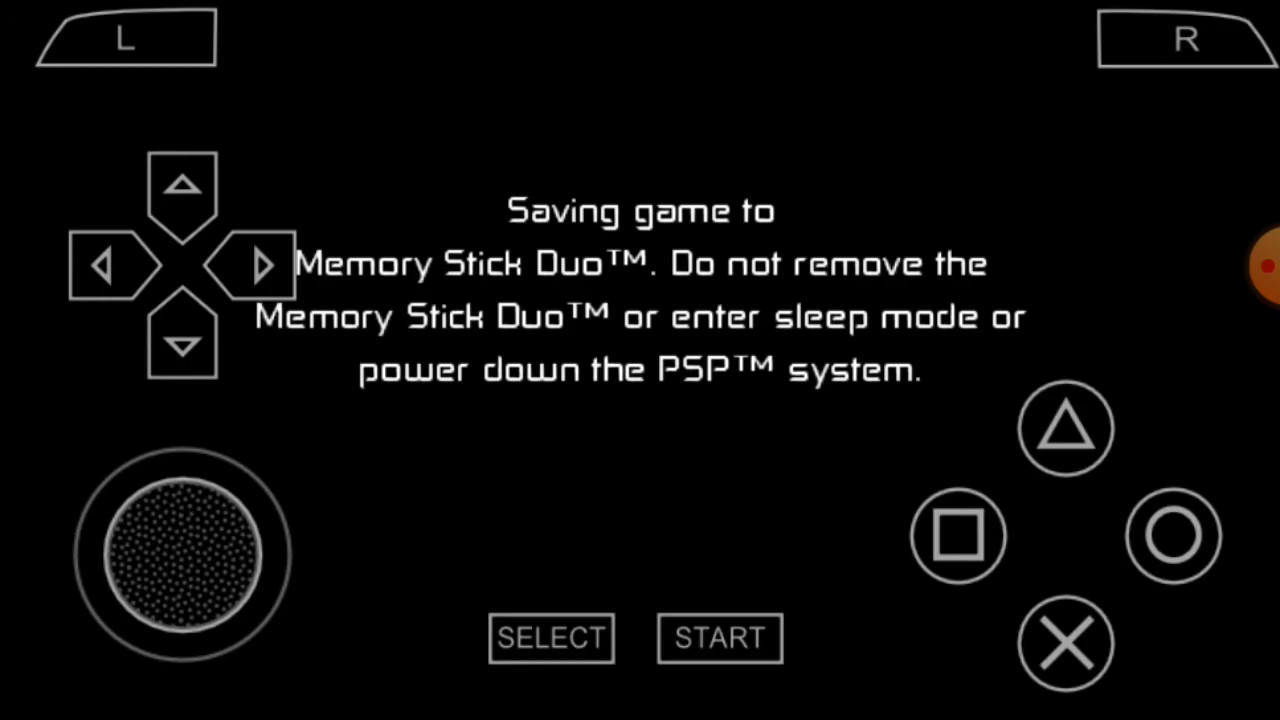 L
R
Saving game to
Memory Stick Duo™. Do not remove the
Memory Stick Duo™ or enter sleep mode or
power down the PSP™ system.
SELECT
START